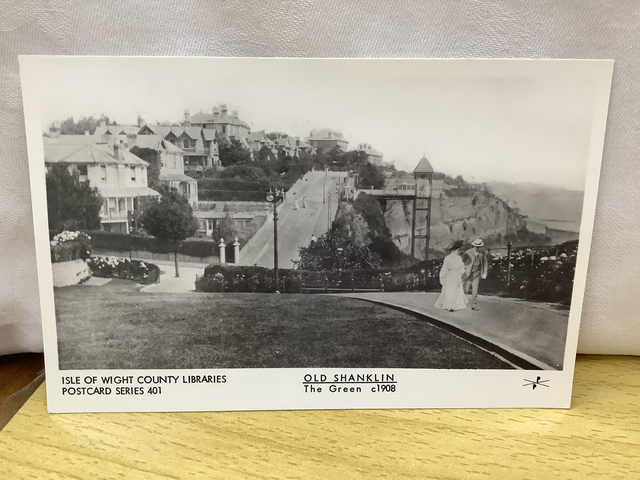 ISLE OF WIGHT COUNTY LIBRARIES
POSTCARD SERIES 401
OLD SHANKLIN
The Green c1908